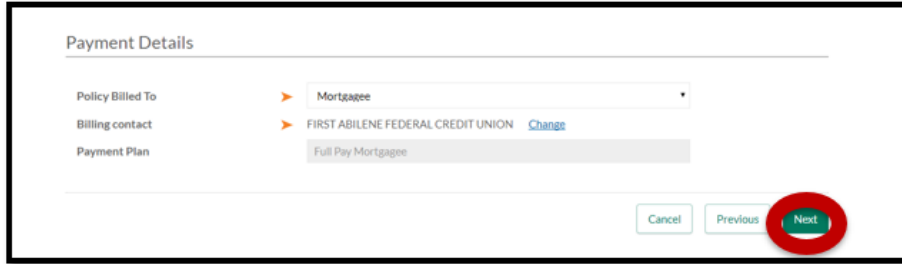 Payment Details
Policy Billed To Mortgagee
Billing contact FIRST ABILENE FEDERAL CREDIT UNION Change
Payment Plan Full Pay Mortgagee
Cancel Previous Next